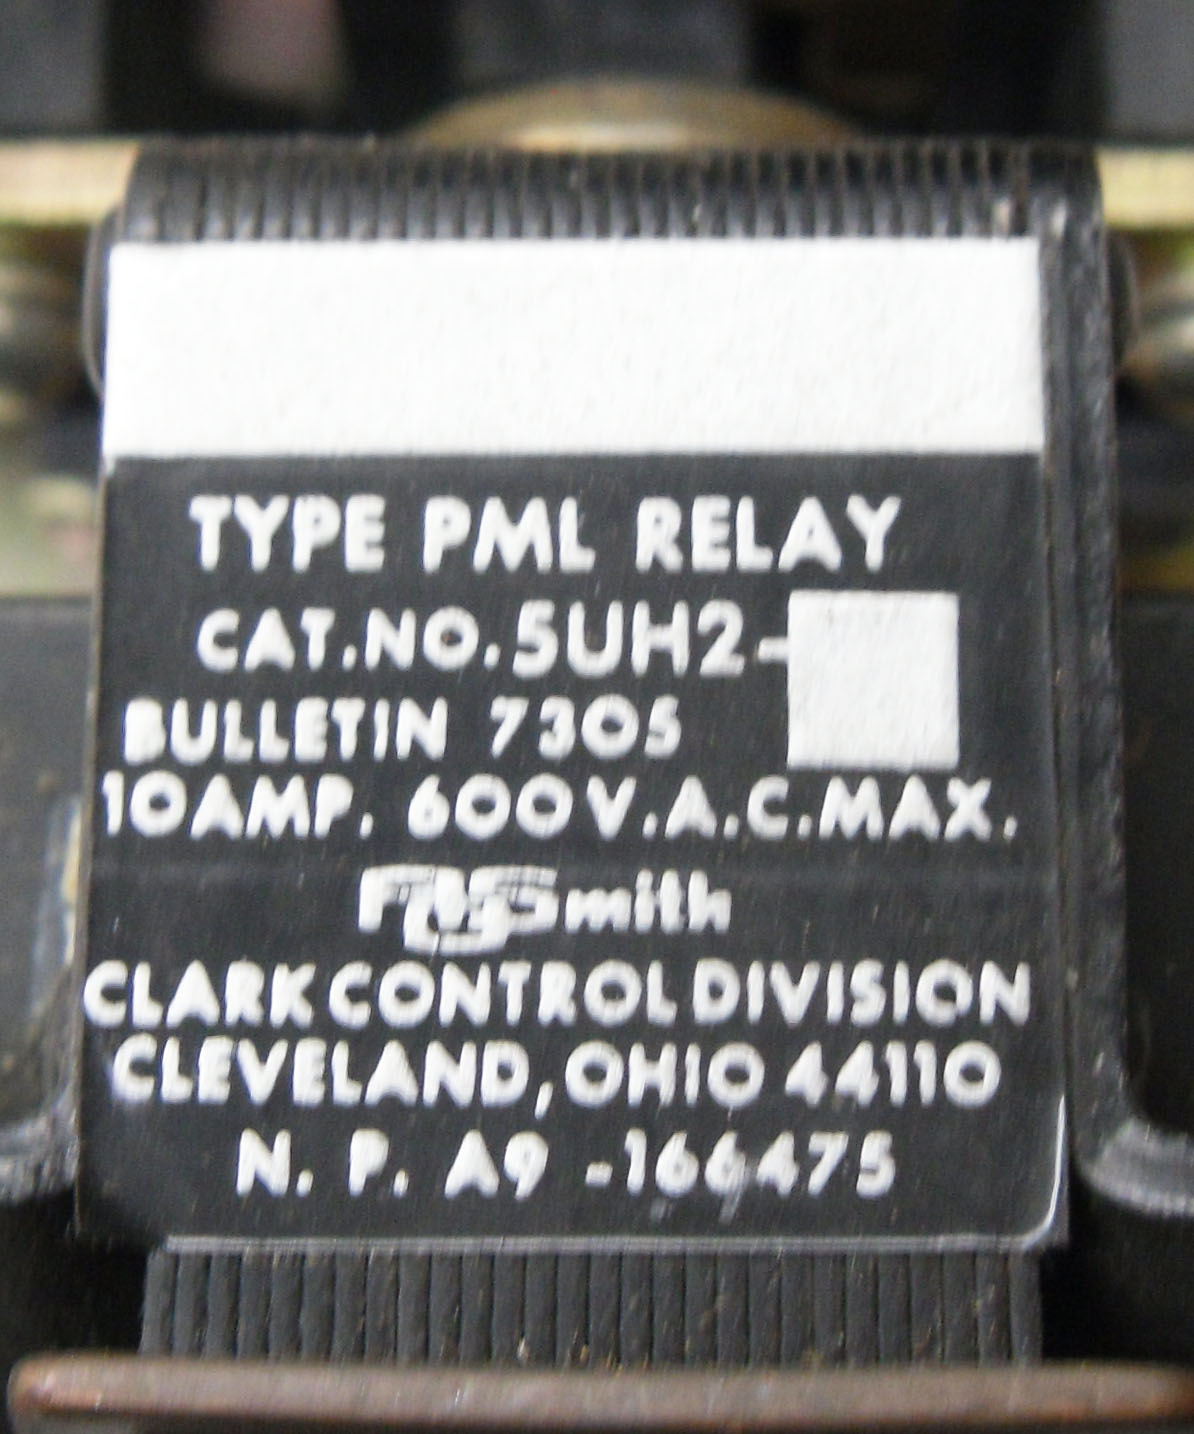 TYPE PML RELAY
CAT.NO.5UH2-
BULLETIN 7305
10AMP. 600V.A.C.MAX.
AOSmith
CLARK CONTROL DIVISION
CLEVELAND, OHIO 44110
N. P. A9 -166475